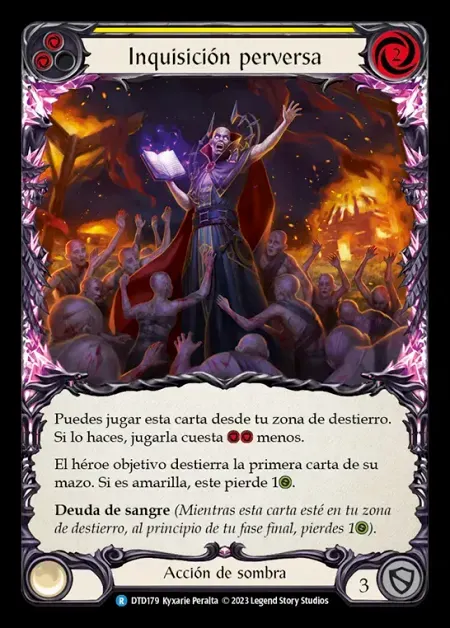 Inquisición perversa
2
Puedes jugar esta carta desde tu zona de destierro.
Si lo haces, jugarla cuesta menos.
El héroe objetivo destierra la primera carta de su
mazo. Si es amarilla, este pierde 1.
Deuda de sangre (Mientras esta carta esté en tu zona
de destierro, al principio de tu fase final, pierdes 1).
Acción de sombra
3
R DTD179 Kyxarie Peralta © 2023 Legend Story Studios